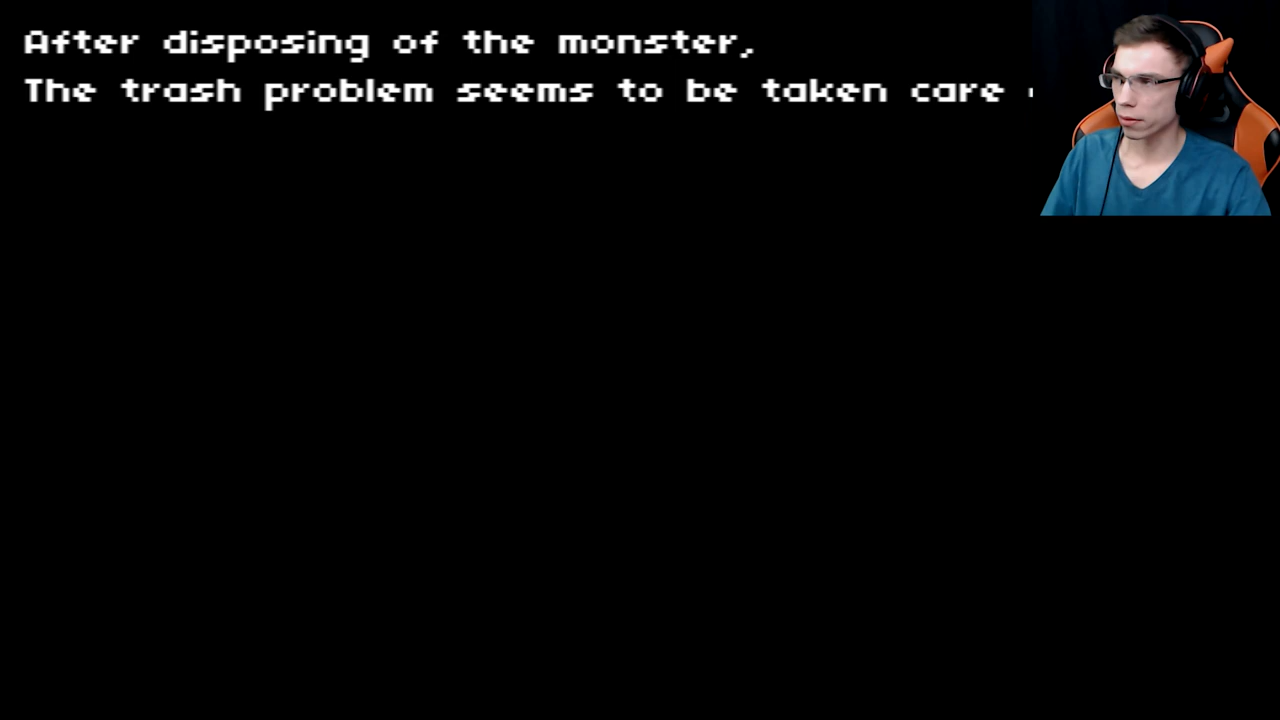 After disposing of the monster,
The trash problem seems to be taken care